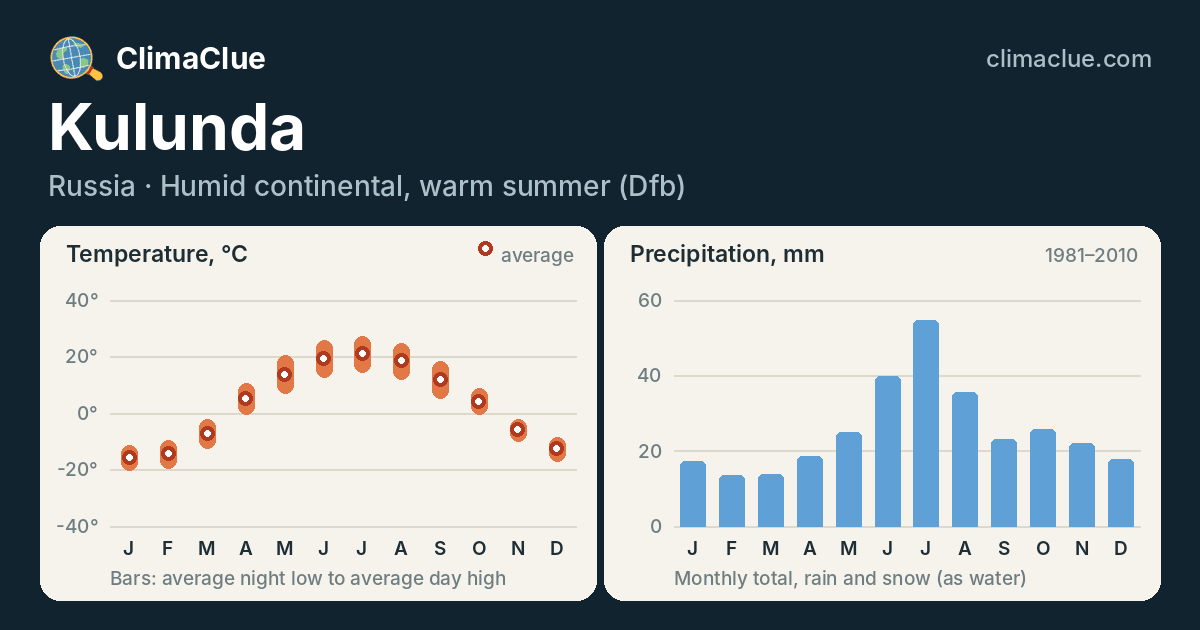 ClimaClue
climaclue.com
Kulunda
Russia · Humid continental, warm summer (Dfb)
Temperature, °C
average
40°
20°
0°
-20°
-40°
J F M A M J J A S O N D
Bars: average night low to average day high
Precipitation, mm
1981–2010
60
40
20
0
J F M A M J J A S O N D
Monthly total, rain and snow (as water)